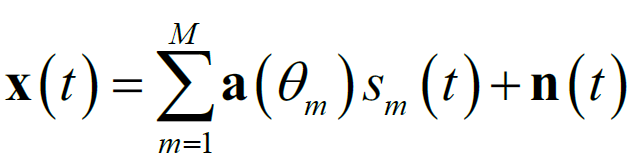 x(t) = ∑_{m=1}^{M} a(θ_m) s_m(t) + n(t)